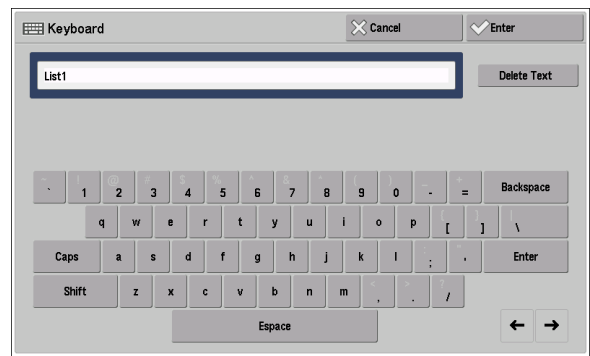 Keyboard Cancel Enter
List1 Delete Text
~ ! @ # $ % ^ & * ( ) _ +
` 1 2 3 4 5 6 7 8 9 0 - = Backspace
{ } |
q w e r t y u i o p [ ] \
: "
Caps a s d f g h j k l ; ' Enter
< > ?
Shift z x c v b n m , . /
Espace ← →